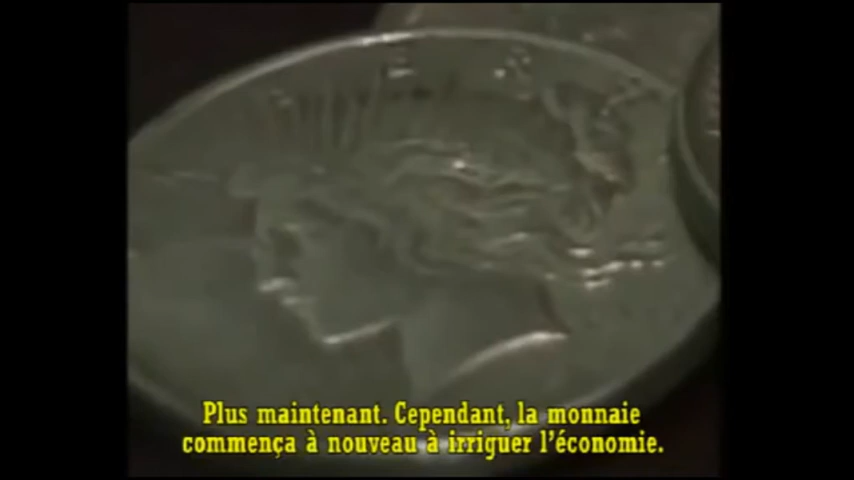 Plus maintenant. Cependant, la monnaie
commença à nouveau à irriguer l'économie.